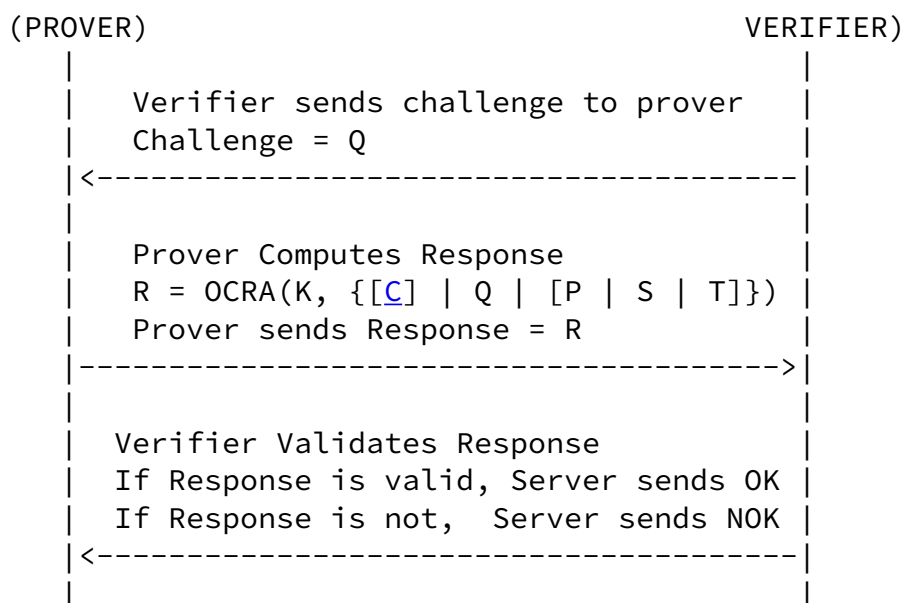 (PROVER) VERIFIER)
Verifier sends challenge to prover
Challenge = Q
Prover Computes Response
R = OCRA(K, {[C] | Q | [P | S | T]})
Prover sends Response = R
Verifier Validates Response
If Response is valid, Server sends OK
If Response is not,  Server sends NOK